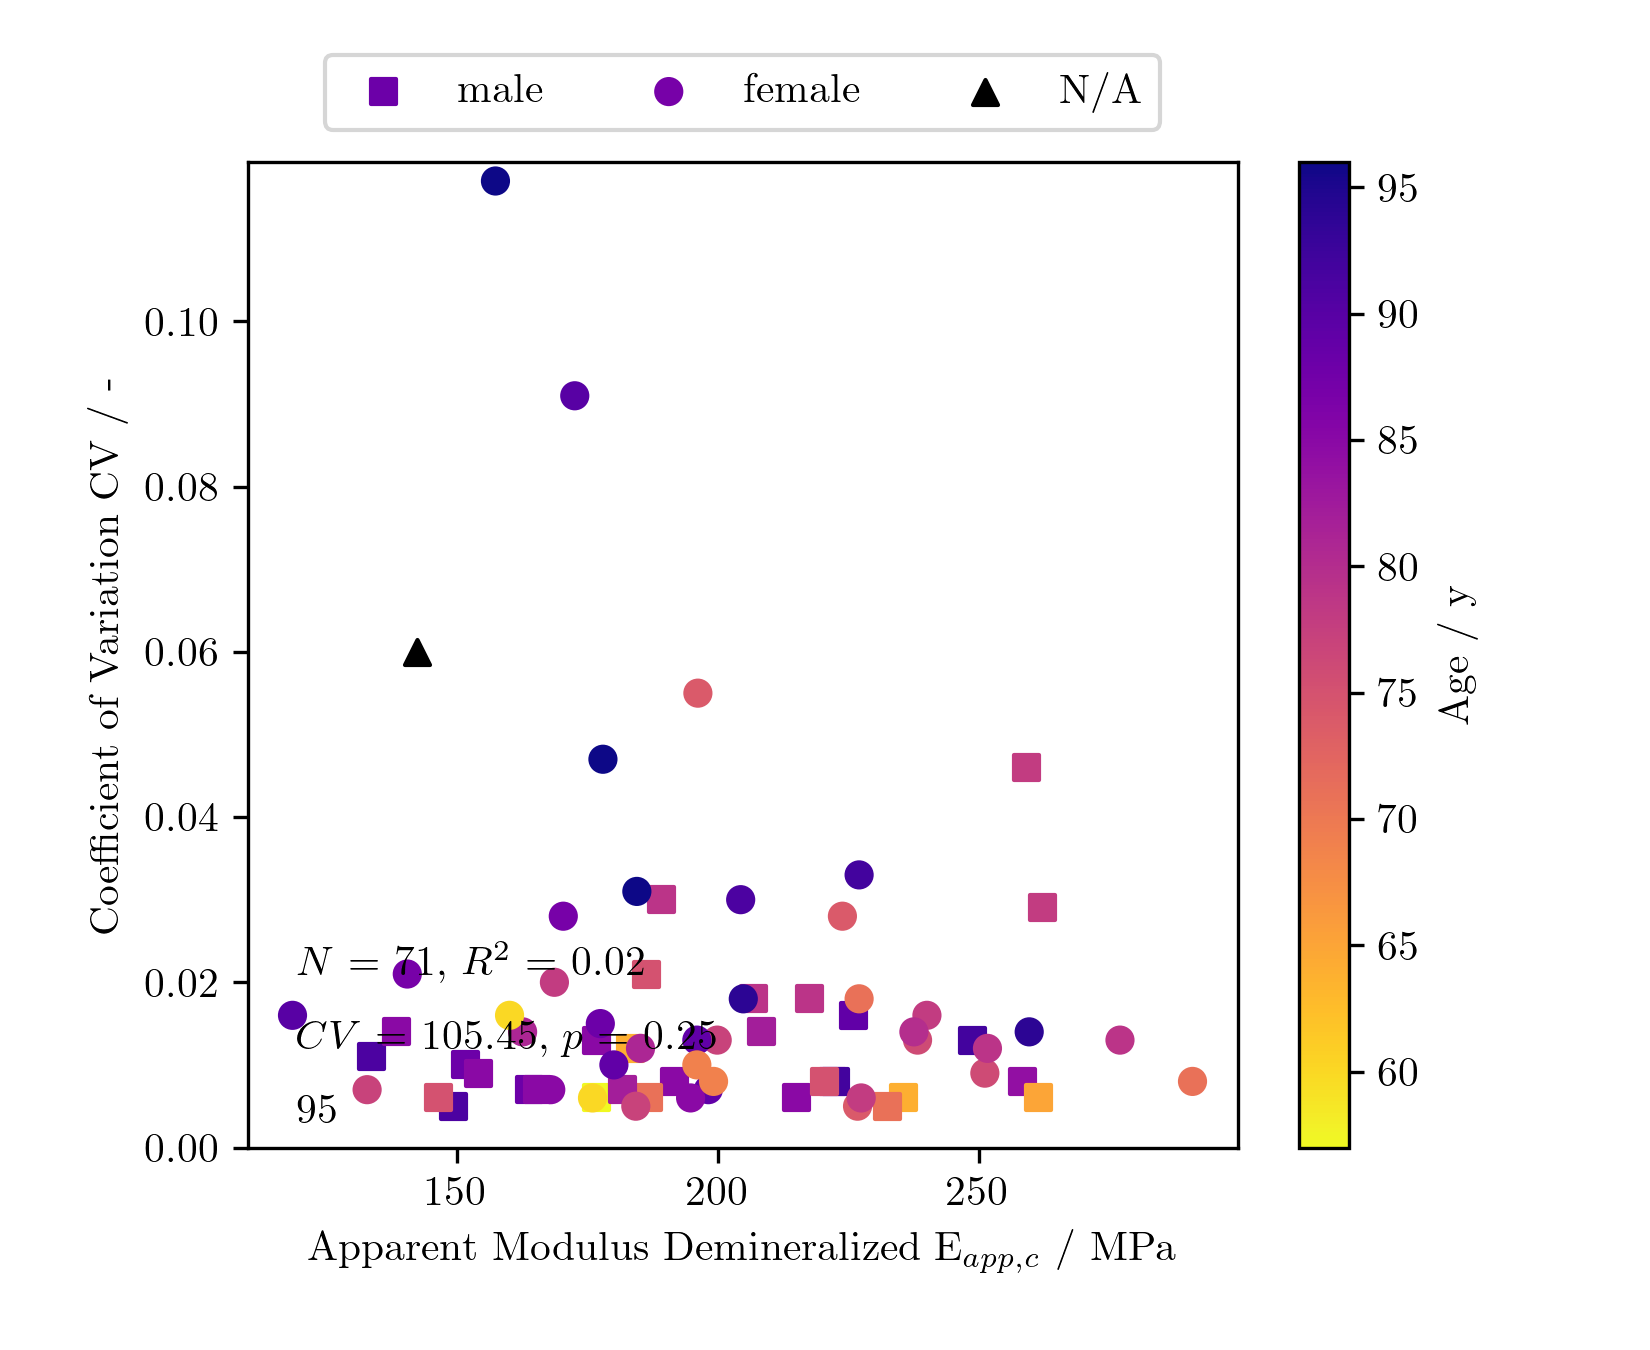 male female N/A
0.10
0.08
0.06
0.04
0.02
0.00
Coefficient of Variation CV / -
N = 71, R² = 0.02
CV = 105.45, p = 0.25
95
150 200 250
Apparent Modulus Demineralized E_app,c / MPa
95
90
85
80
75
70
65
60
Age / y